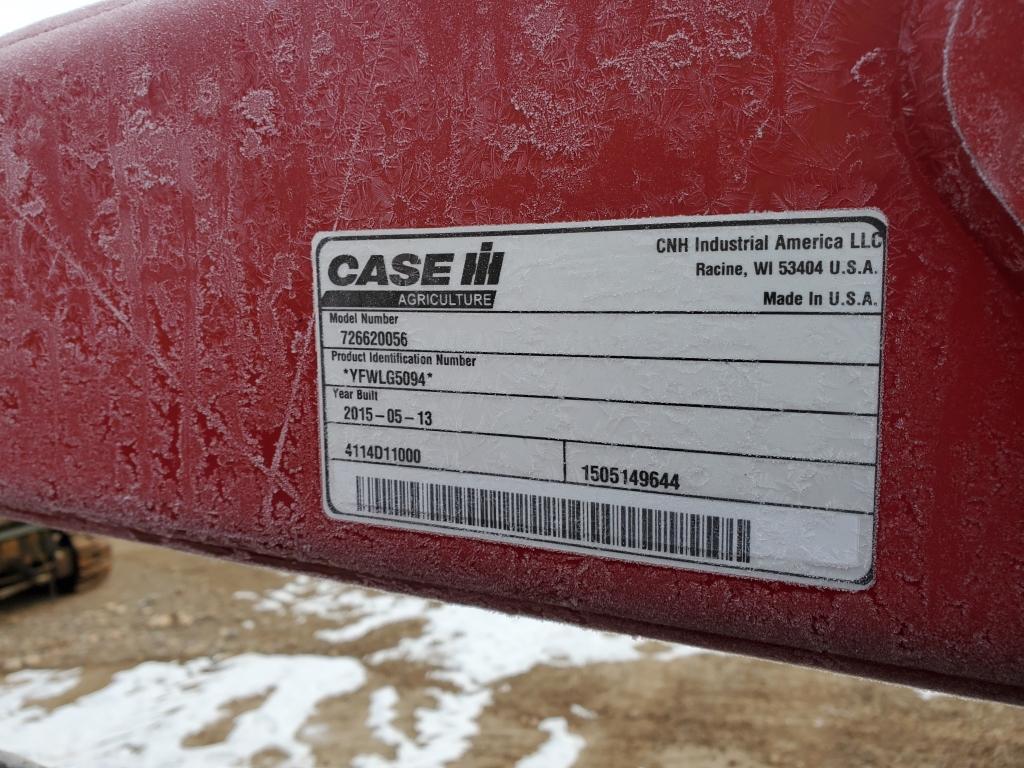 CASE IH
AGRICULTURE
CNH Industrial America LLC
Racine, WI 53404 U.S.A.
Made In U.S.A.
Model Number
726620056
Product Identification Number
*YFWLG5094*
Year Built
2015-05-13
4114D11000
1505149644